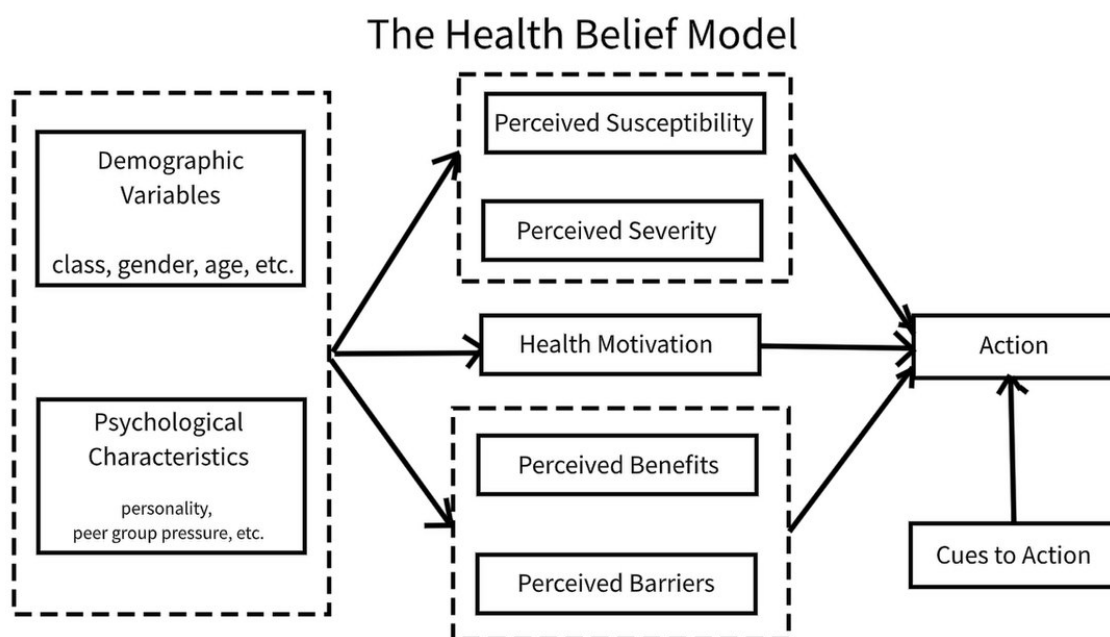 The Health Belief Model
Demographic
Variables
class, gender, age, etc.
Psychological
Characteristics
personality,
peer group pressure, etc.
Perceived Susceptibility
Perceived Severity
Health Motivation
Perceived Benefits
Perceived Barriers
Action
Cues to Action